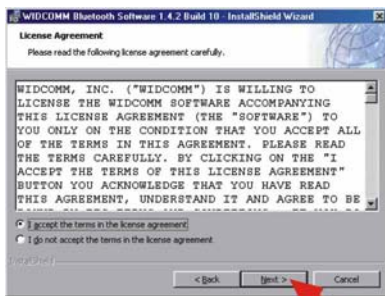 WIDCOMM Bluetooth Software 1.4.2 Build 10 - InstallShield Wizard
License Agreement
Please read the following license agreement carefully.
WIDCOMM, INC. ("WIDCOMM") IS WILLING TO
LICENSE THE WIDCOMM SOFTWARE ACCOMPANYING
THIS LICENSE AGREEMENT (THE "SOFTWARE") TO
YOU ONLY ON THE CONDITION THAT YOU ACCEPT ALL
OF THE TERMS IN THIS AGREEMENT. PLEASE READ
THE TERMS CAREFULLY. BY CLICKING ON THE "I
ACCEPT THE TERMS OF THIS LICENSE AGREEMENT"
BUTTON YOU ACKNOWLEDGE THAT YOU HAVE READ
THIS AGREEMENT, UNDERSTAND IT AND AGREE TO BE
I accept the terms in the license agreement
I do not accept the terms in the license agreement
InstallShield
< Back
Next >
Cancel